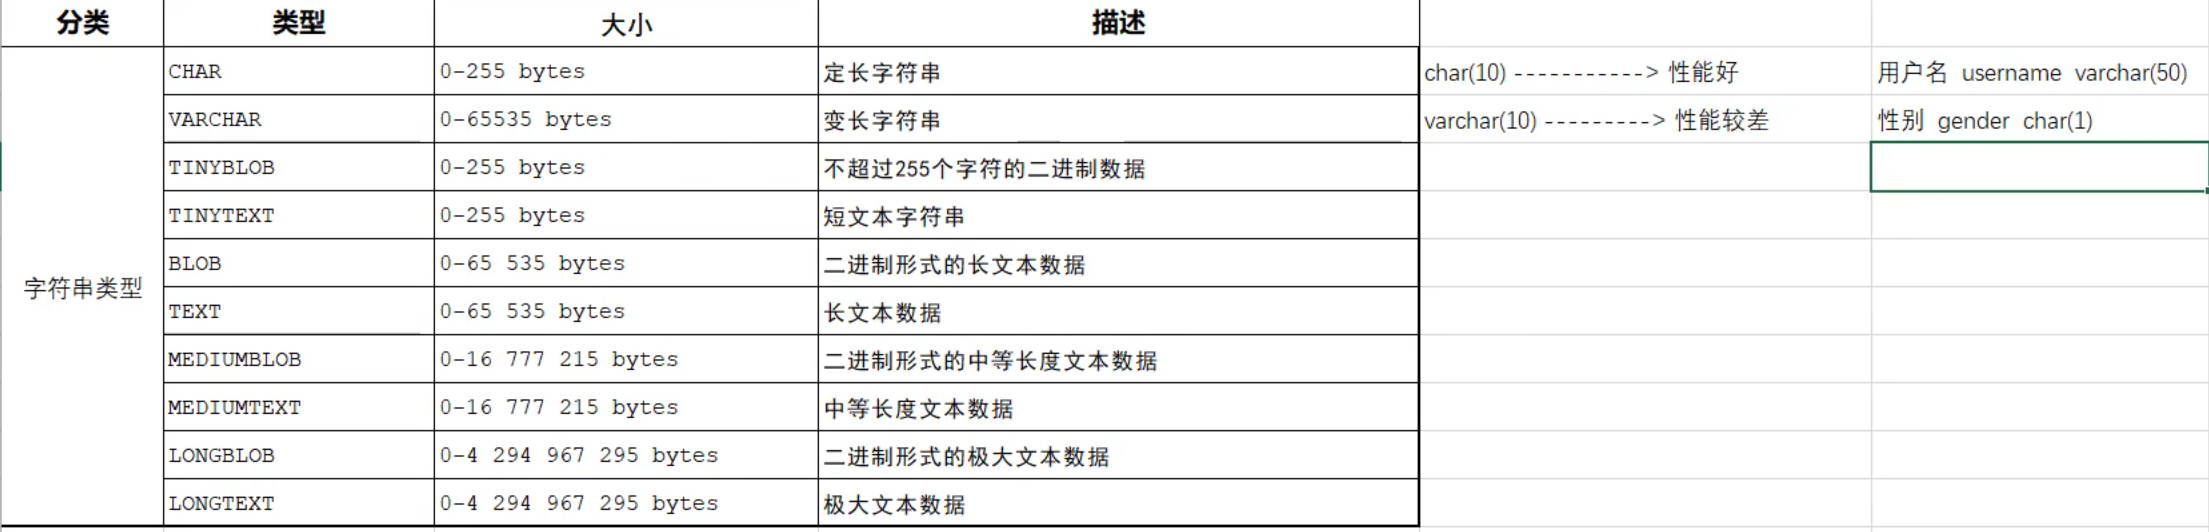 分类 类型 大小 描述
CHAR 0-255 bytes 定长字符串 char(10) -----------> 性能好 用户名 username varchar(50)
VARCHAR 0-65535 bytes 变长字符串 varchar(10) ---------> 性能较差 性别 gender char(1)
TINYBLOB 0-255 bytes 不超过255个字符的二进制数据
TINYTEXT 0-255 bytes 短文本字符串
BLOB 0-65 535 bytes 二进制形式的长文本数据
字符串类型
TEXT 0-65 535 bytes 长文本数据
MEDIUMBLOB 0-16 777 215 bytes 二进制形式的中等长度文本数据
MEDIUMTEXT 0-16 777 215 bytes 中等长度文本数据
LONGBLOB 0-4 294 967 295 bytes 二进制形式的极大文本数据
LONGTEXT 0-4 294 967 295 bytes 极大文本数据